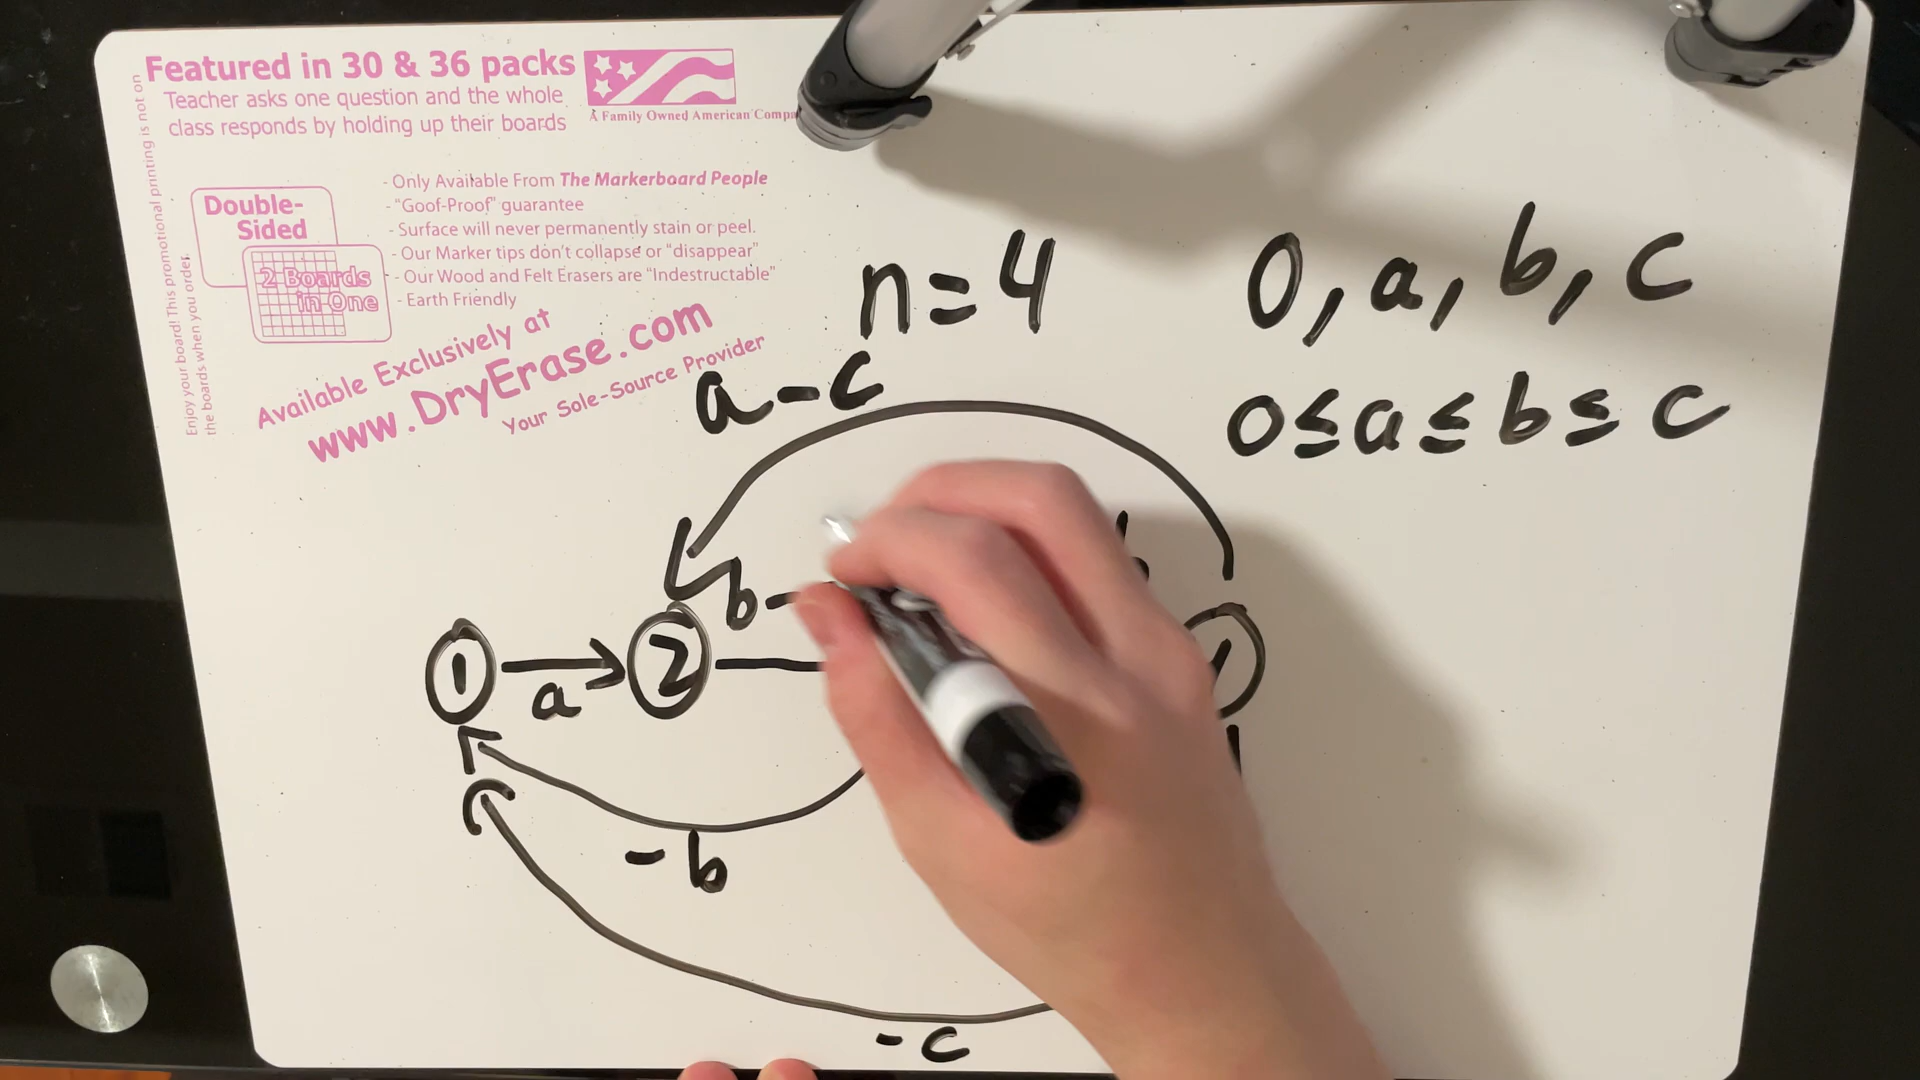 Featured in 30 & 36 packs
Teacher asks one question and the whole
class responds by holding up their boards
A Family Owned American
Enjoy your board! This promotional printing is not on
the boards when you order.
Double-
Sided
2 Boards
in One
- Only Available From The Markerboard People
- "Goof-Proof" guarantee
- Surface will never permanently stain or peel.
- Our Marker tips don't collapse or "disappear"
- Our Wood and Felt Erasers are "Indestructable"
- Earth Friendly
Available Exclusively at
www.DryErase.com
Your Sole-Source Provider
n=4
0, a, b, c
0≤a≤b≤c
a-c
b-
1
a
2
-b
-c